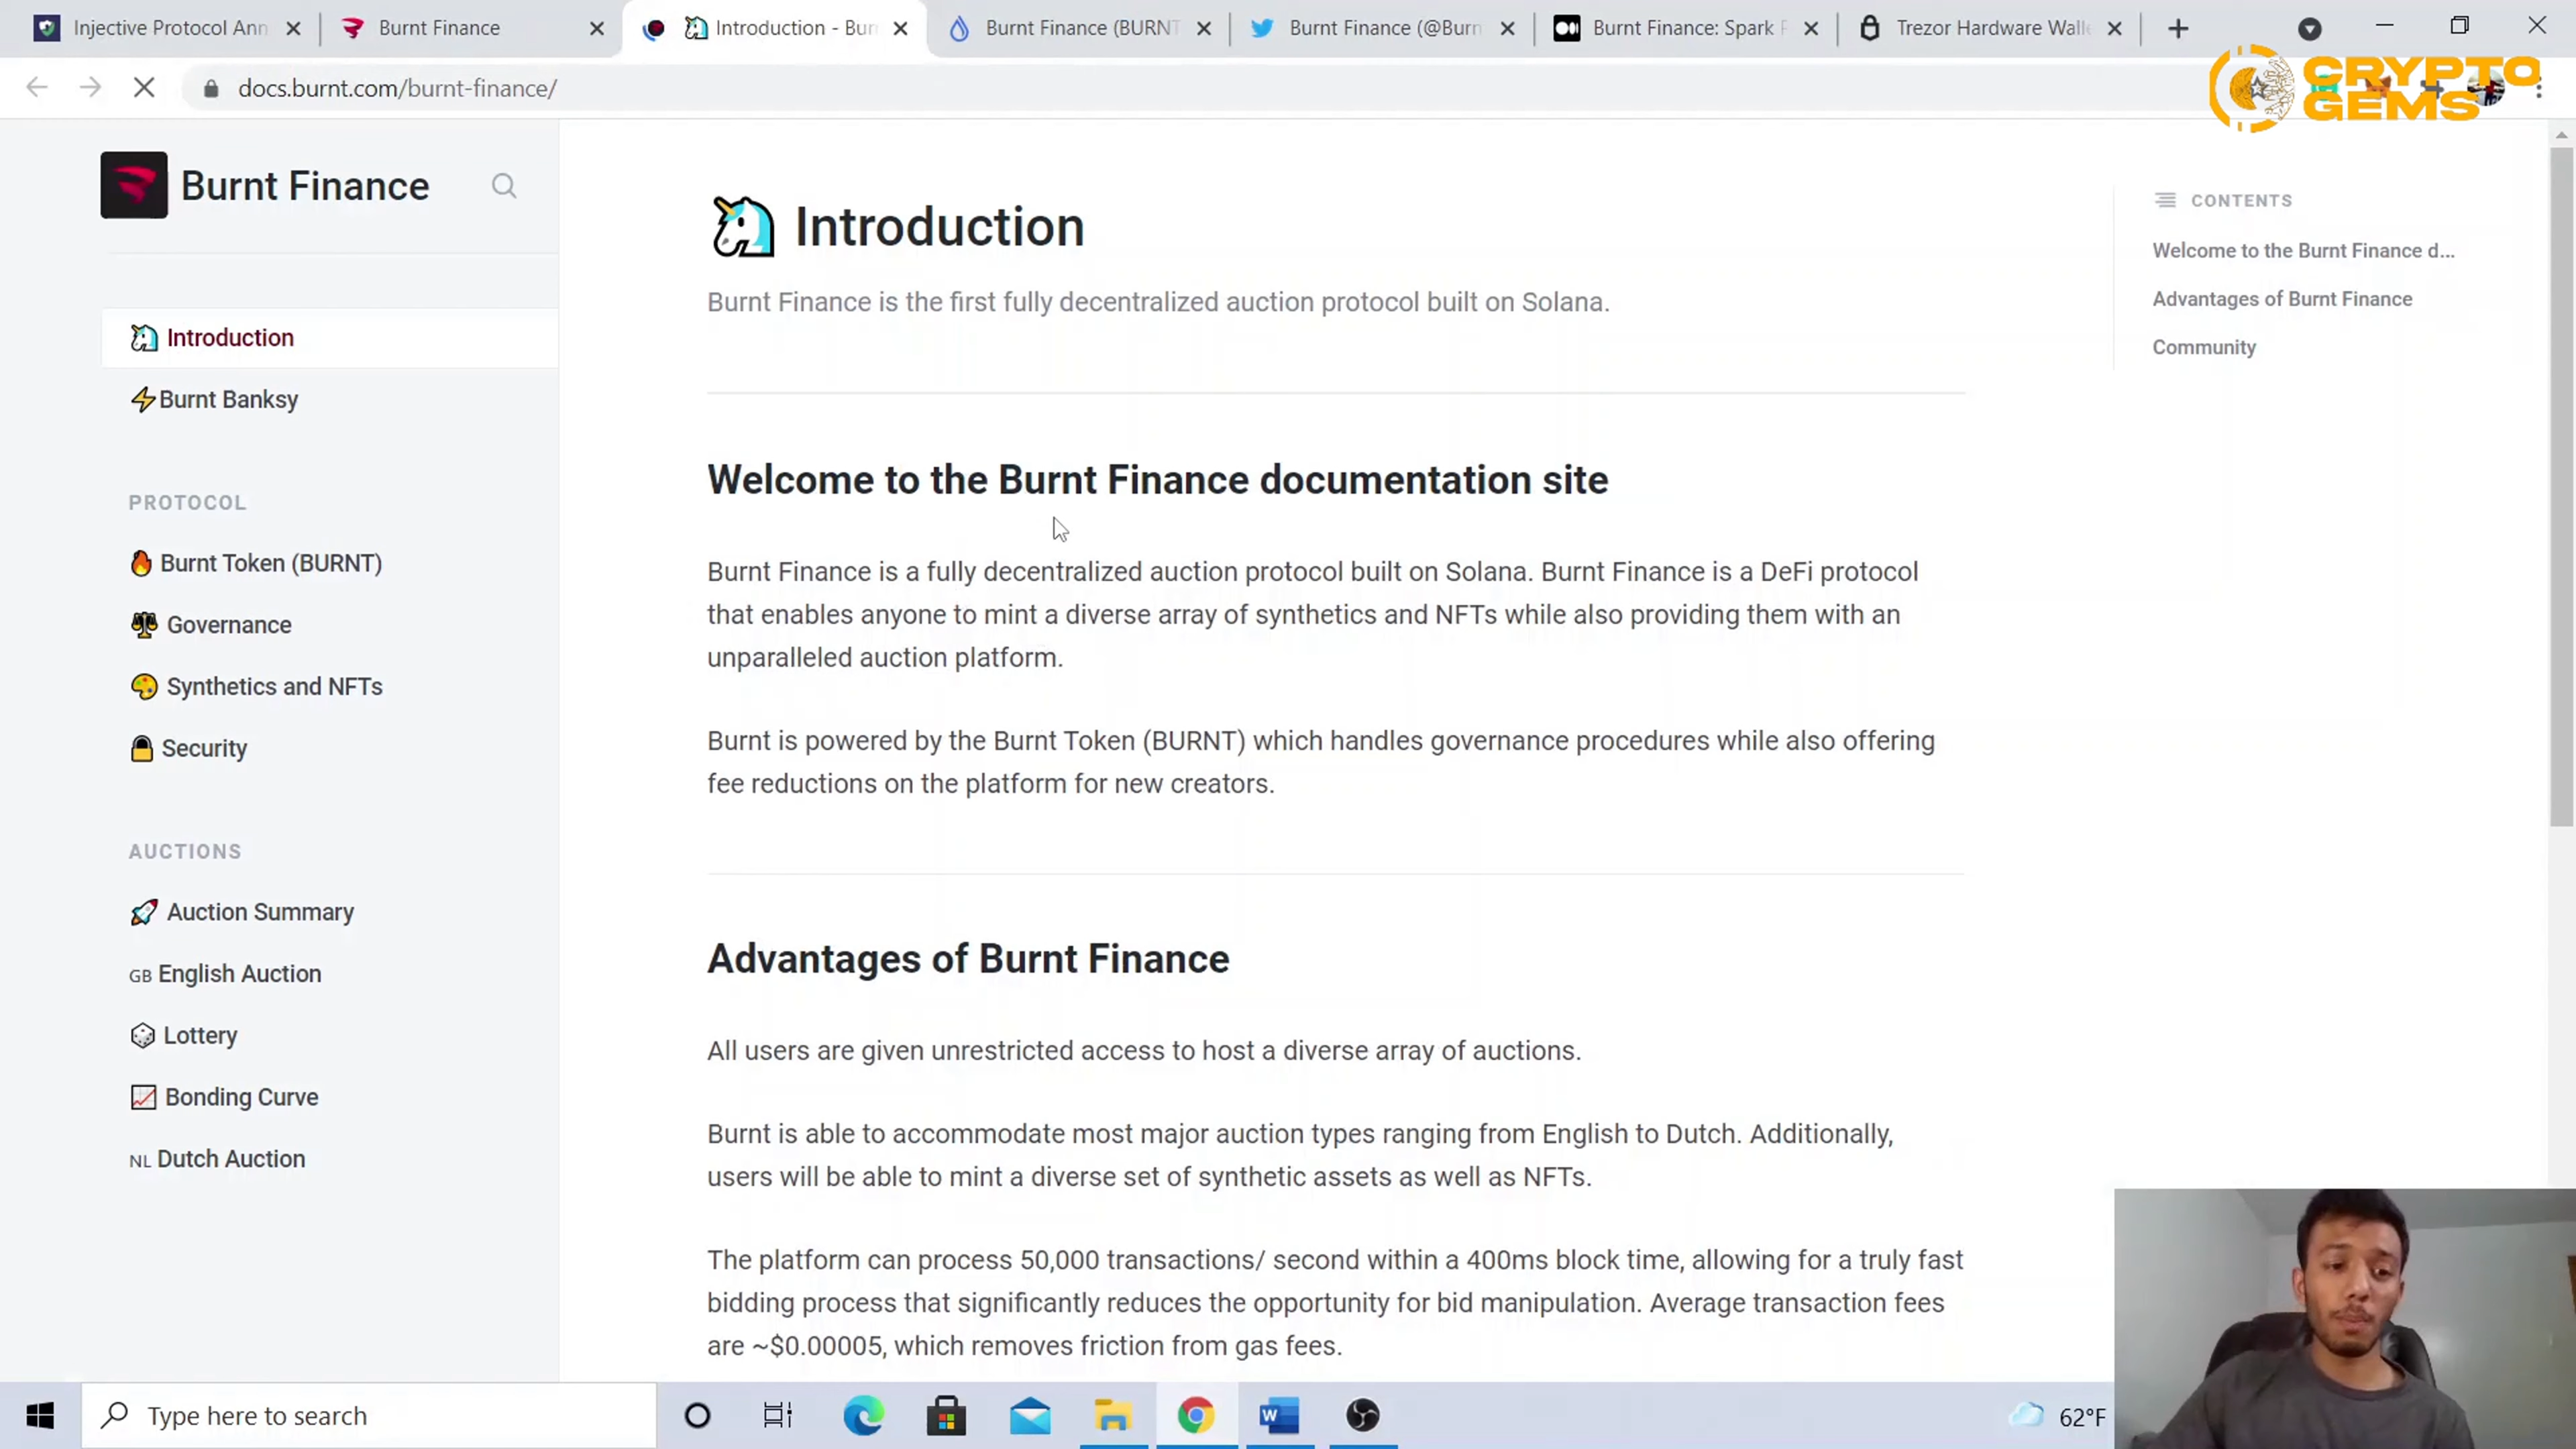 Injective Protocol Ann
Burnt Finance
Introduction - Bur
Burnt Finance (BURNT
Burnt Finance (@Burn
Burnt Finance: Spark P
Trezor Hardware Walle
docs.burnt.com/burnt-finance/
CRYPTO
GEMS
Burnt Finance
Introduction
Burnt Banksy
PROTOCOL
Burnt Token (BURNT)
Governance
Synthetics and NFTs
Security
AUCTIONS
Auction Summary
GB English Auction
Lottery
Bonding Curve
NL Dutch Auction
Introduction
Burnt Finance is the first fully decentralized auction protocol built on Solana.
Welcome to the Burnt Finance documentation site
Burnt Finance is a fully decentralized auction protocol built on Solana. Burnt Finance is a DeFi protocol
that enables anyone to mint a diverse array of synthetics and NFTs while also providing them with an
unparalleled auction platform.
Burnt is powered by the Burnt Token (BURNT) which handles governance procedures while also offering
fee reductions on the platform for new creators.
Advantages of Burnt Finance
All users are given unrestricted access to host a diverse array of auctions.
Burnt is able to accommodate most major auction types ranging from English to Dutch. Additionally,
users will be able to mint a diverse set of synthetic assets as well as NFTs.
The platform can process 50,000 transactions/ second within a 400ms block time, allowing for a truly fast
bidding process that significantly reduces the opportunity for bid manipulation. Average transaction fees
are ~$0.00005, which removes friction from gas fees.
CONTENTS
Welcome to the Burnt Finance d...
Advantages of Burnt Finance
Community
Type here to search
62°F